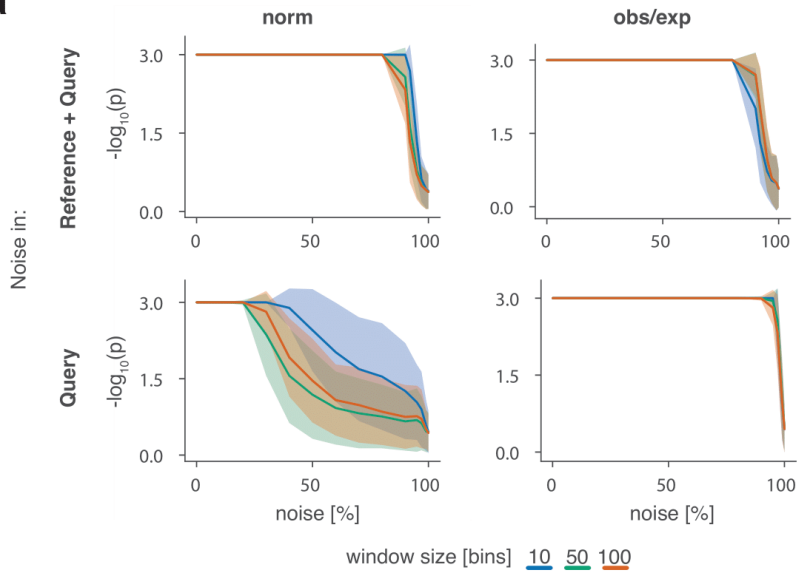 norm obs/exp
Noise in:
Reference + Query
-log10(p)
3.0
1.5
0.0
0 50 100
3.0
1.5
0.0
0 50 100
Query
-log10(p)
3.0
1.5
0.0
0 50 100
noise [%]
3.0
1.5
0.0
0 50 100
noise [%]
window size [bins] 10 50 100